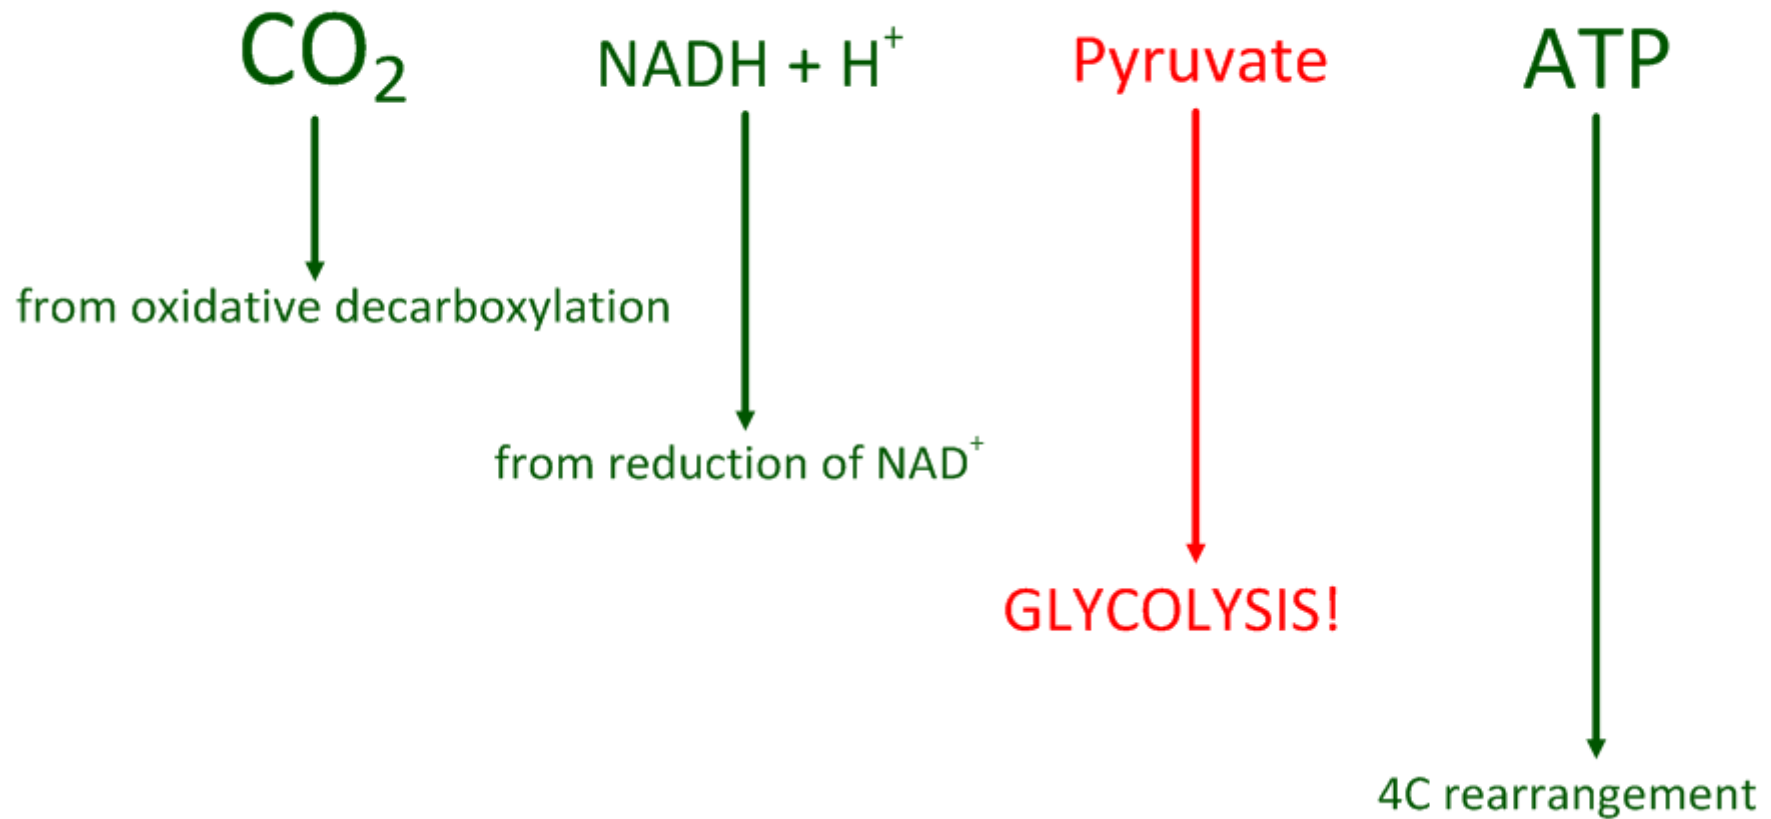 CO₂
NADH + H⁺
Pyruvate
ATP
from oxidative decarboxylation
from reduction of NAD⁺
GLYCOLYSIS!
4C rearrangement